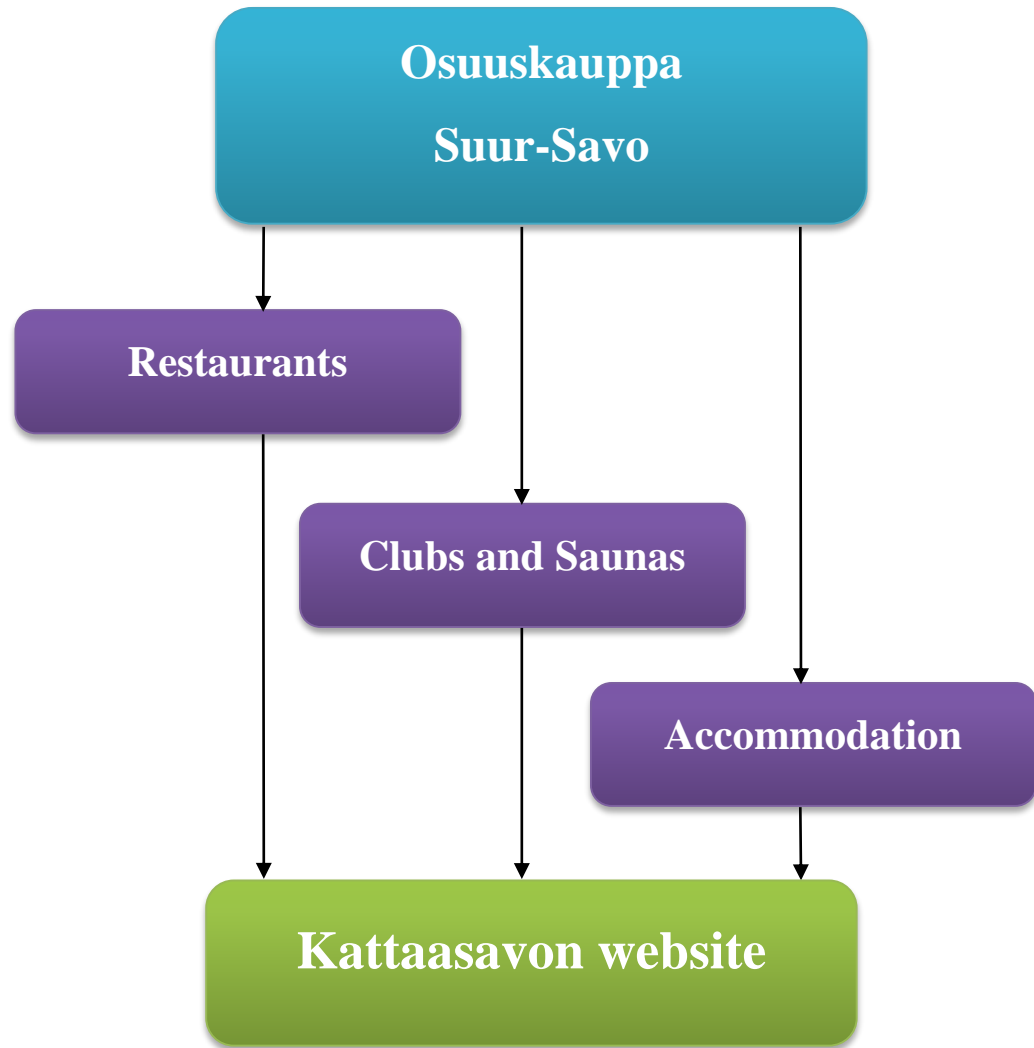 Osuuskauppa
Suur-Savo
Restaurants
Clubs and Saunas
Accommodation
Kattaasavon website